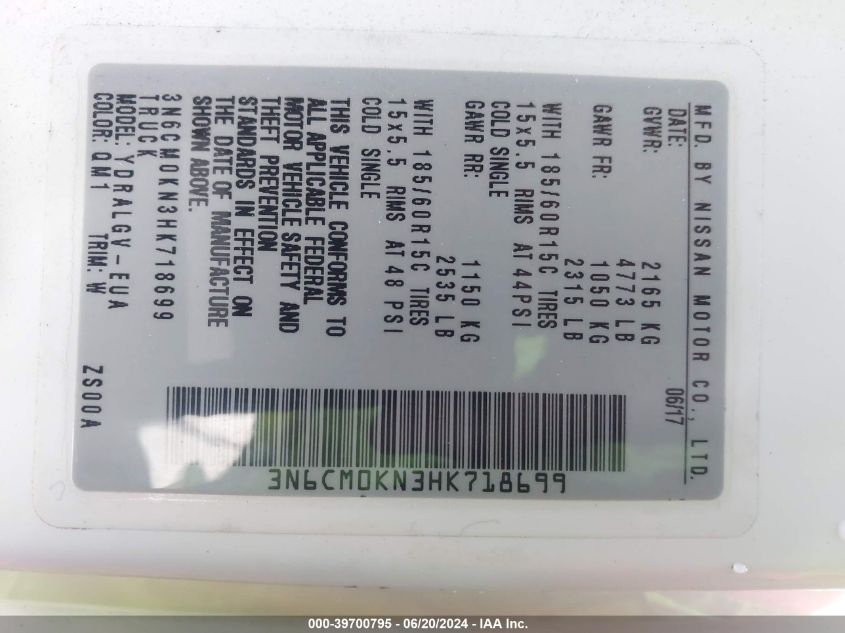 MFD. BY NISSAN MOTOR CO., LTD.
DATE: 06/17
GVWR: 2165 KG
4773 LB
GAWR FR: 1050 KG
2315 LB
WITH 185/60R15C TIRES
15x5.5 RIMS AT 44PSI
COLD SINGLE
GAWR RR: 1150 KG
2535 LB
WITH 185/60R15C TIRES
15x5.5 RIMS AT 48 PSI
COLD SINGLE
THIS VEHICLE CONFORMS TO
ALL APPLICABLE FEDERAL
MOTOR VEHICLE SAFETY AND
THEFT PREVENTION
STANDARDS IN EFFECT ON
THE DATE OF MANUFACTURE
SHOWN ABOVE.
3N6CM0KN3HK718699
TRUCK
MODEL: YDRALGV-EUA
COLOR: QM1 TRIM: W ZS00A
3N6CM0KN3HK718699
000-39700795 - 06/20/2024 - IAA Inc.